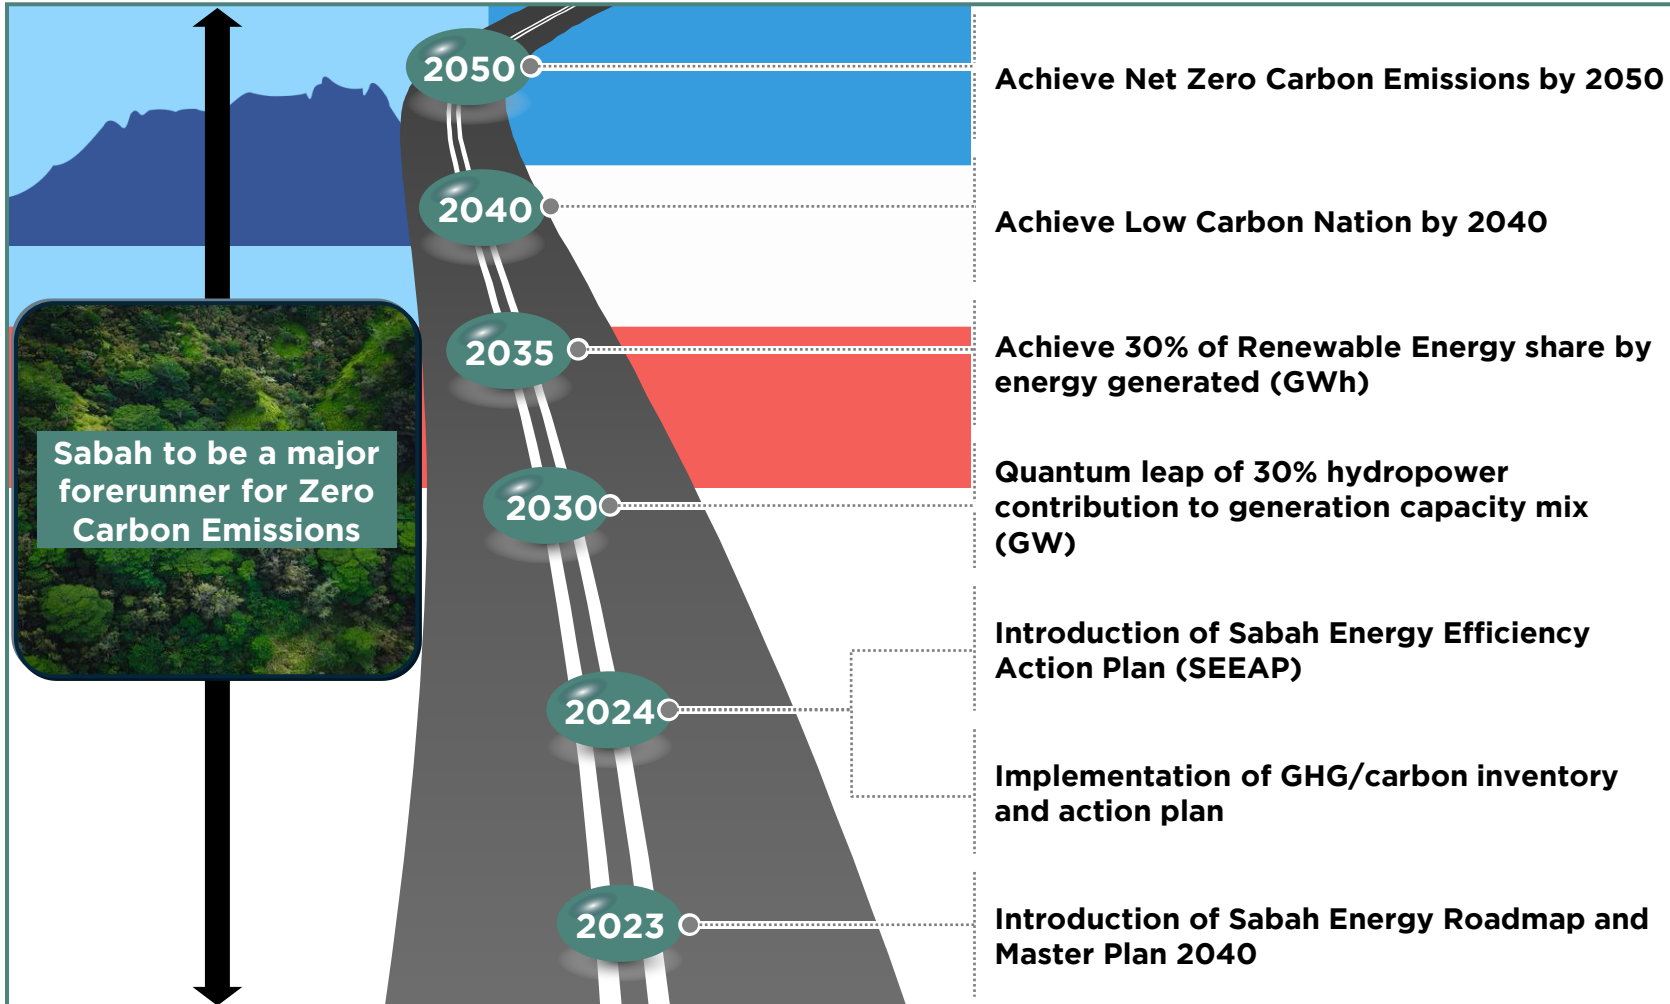 2050
Achieve Net Zero Carbon Emissions by 2050
2040
Achieve Low Carbon Nation by 2040
2035
Achieve 30% of Renewable Energy share by
energy generated (GWh)
Sabah to be a major
forerunner for Zero
Carbon Emissions
2030
Quantum leap of 30% hydropower
contribution to generation capacity mix
(GW)
2024
Introduction of Sabah Energy Efficiency
Action Plan (SEEAP)
Implementation of GHG/carbon inventory
and action plan
2023
Introduction of Sabah Energy Roadmap and
Master Plan 2040